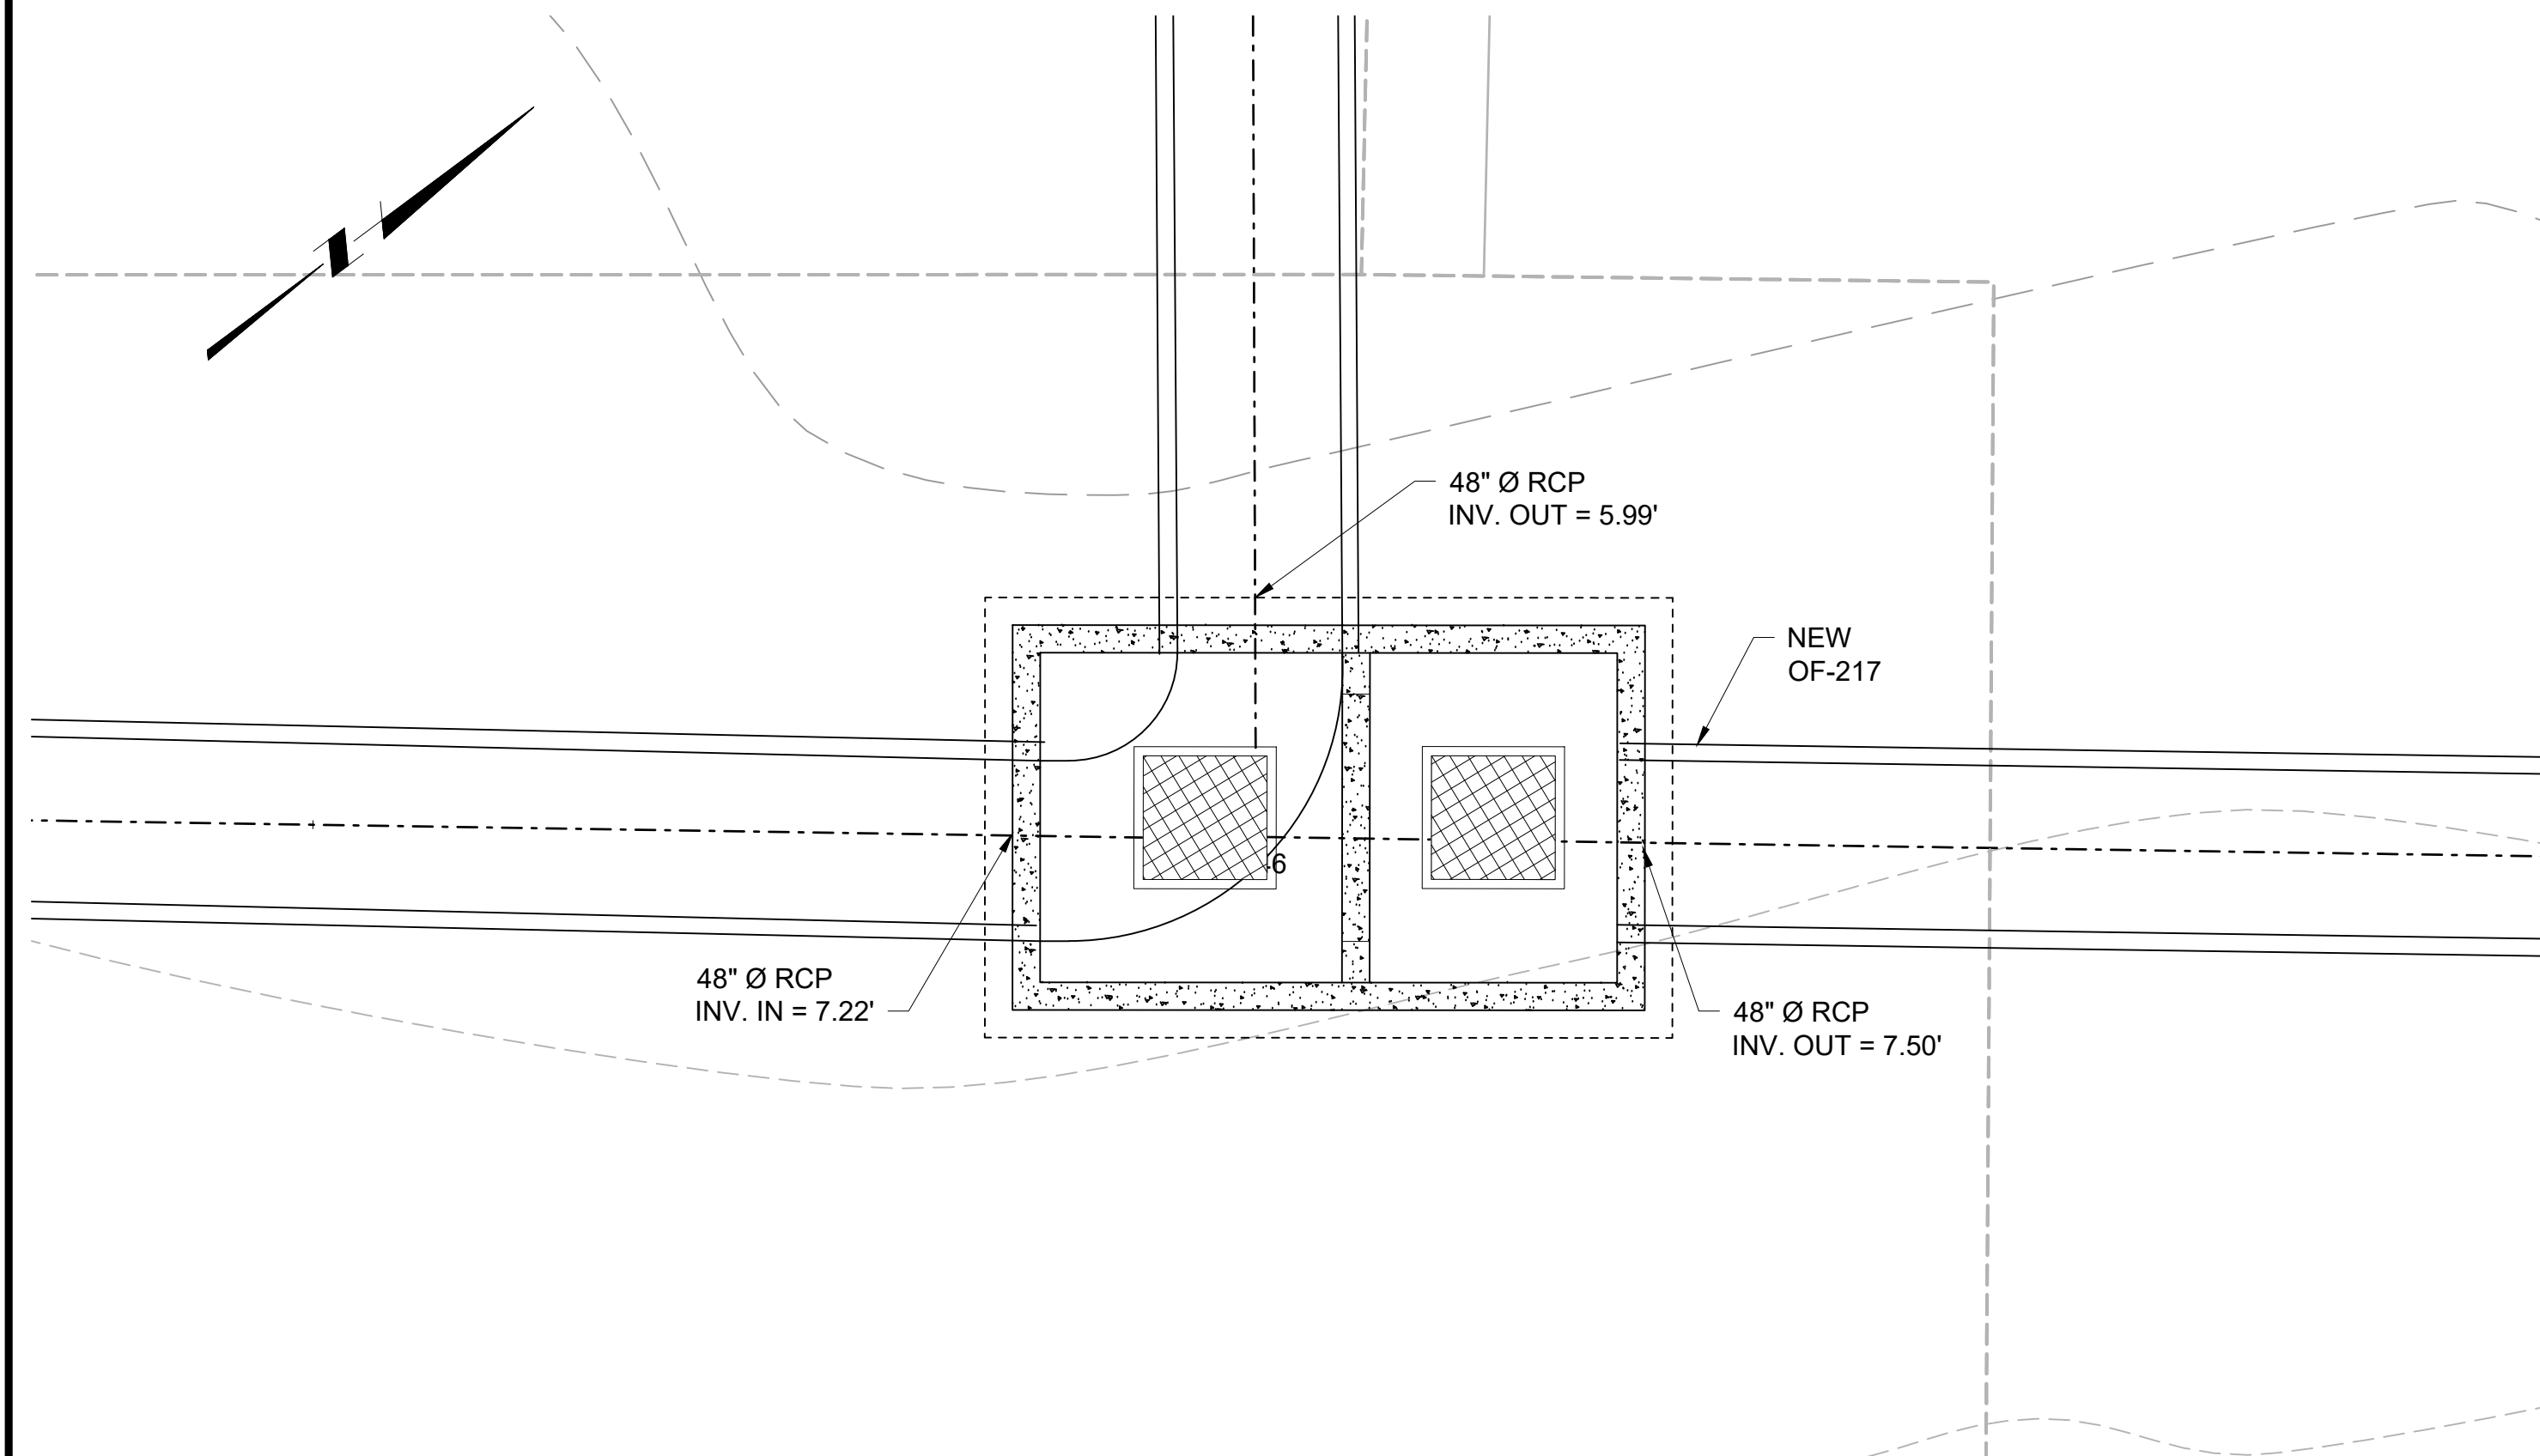 48" Ø RCP
INV. OUT = 5.99'
NEW
OF-217
6
48" Ø RCP
INV. IN = 7.22'
48" Ø RCP
INV. OUT = 7.50'